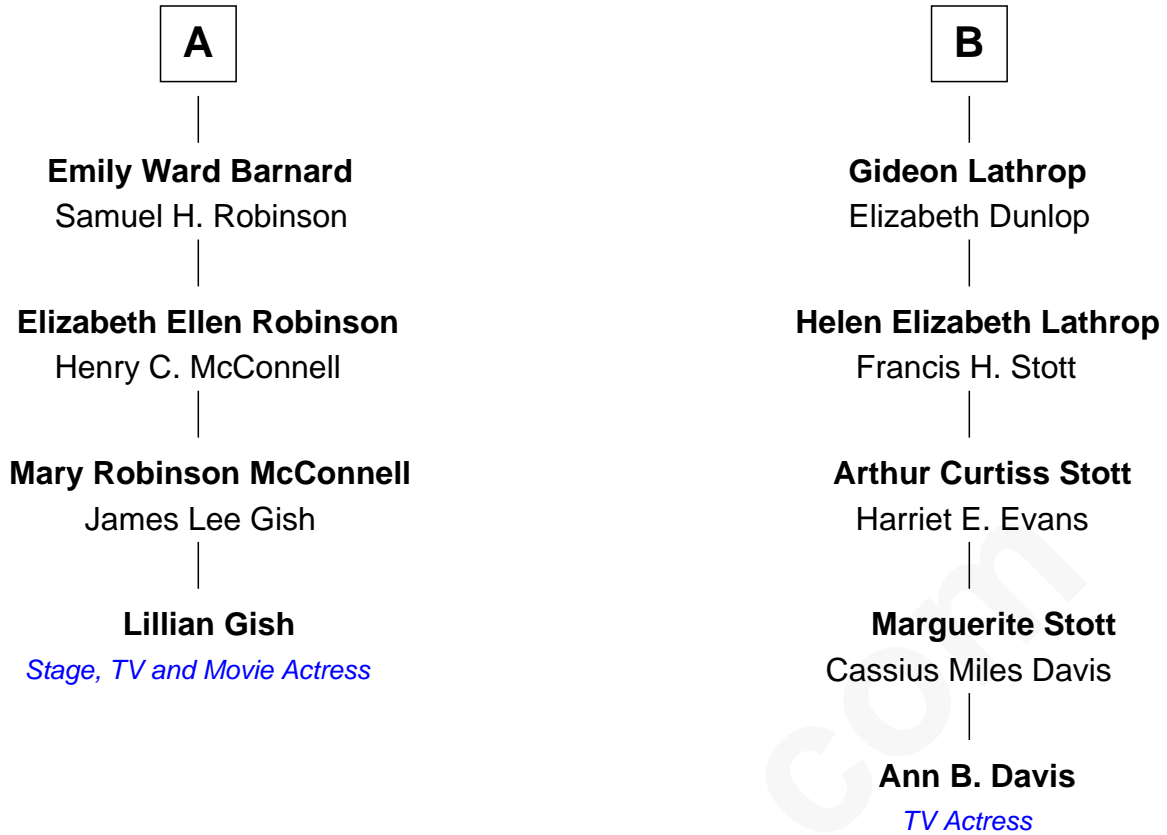 A
Emily Ward Barnard
Samuel H. Robinson
Elizabeth Ellen Robinson
Henry C. McConnell
Mary Robinson McConnell
James Lee Gish
Lillian Gish
Stage, TV and Movie Actress
B
Gideon Lathrop
Elizabeth Dunlop
Helen Elizabeth Lathrop
Francis H. Stott
Arthur Curtiss Stott
Harriet E. Evans
Marguerite Stott
Cassius Miles Davis
Ann B. Davis
TV Actress
com